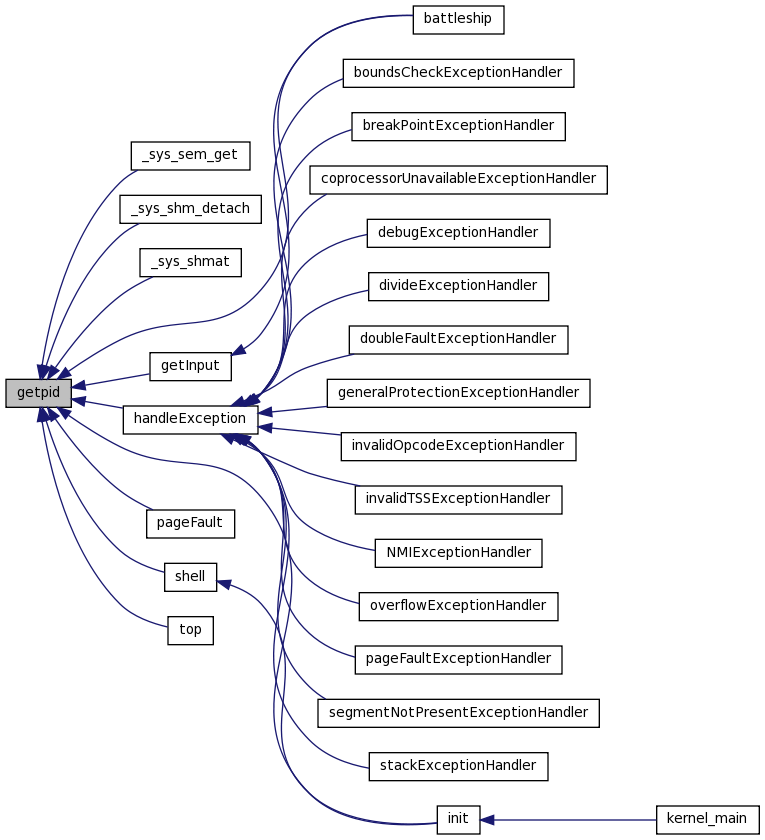 battleship
boundsCheckExceptionHandler
breakPointExceptionHandler
_sys_sem_get
coprocessorUnavailableExceptionHandler
_sys_shm_detach
debugExceptionHandler
_sys_shmat
divideExceptionHandler
doubleFaultExceptionHandler
getInput
getpid
generalProtectionExceptionHandler
handleException
invalidOpcodeExceptionHandler
invalidTSSExceptionHandler
pageFault
NMIExceptionHandler
shell
overflowExceptionHandler
top
pageFaultExceptionHandler
segmentNotPresentExceptionHandler
stackExceptionHandler
init
kernel_main